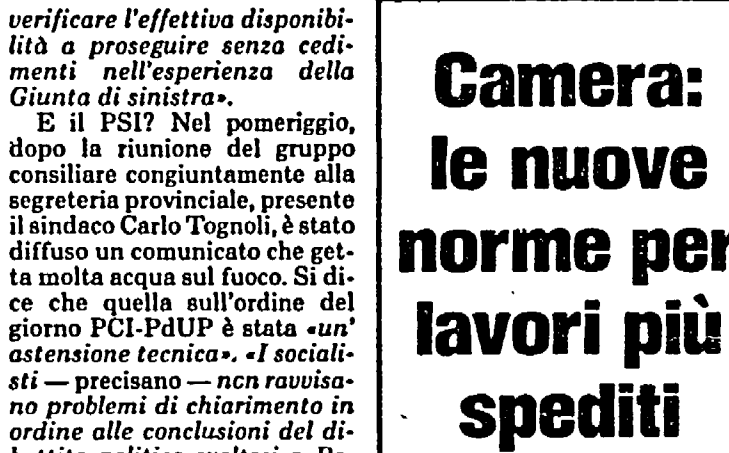 verificare l'effettiva disponibi-
lità a proseguire senza cedi-
menti nell'esperienza della
Giunta di sinistra».
E il PSI? Nel pomeriggio,
dopo la riunione del gruppo
consiliare congiuntamente alla
segreteria provinciale, presente
il sindaco Carlo Tognoli, è stato
diffuso un comunicato che get-
ta molta acqua sul fuoco. Si di-
ce che quella sull'ordine del
giorno PCI-PdUP è stata «un'
astensione tecnica». «I sociali-
sti — precisano — ncn ravvisa-
no problemi di chiarimento in
ordine alle conclusioni del di-
Camera:
le nuove
norme per
lavori più
spediti